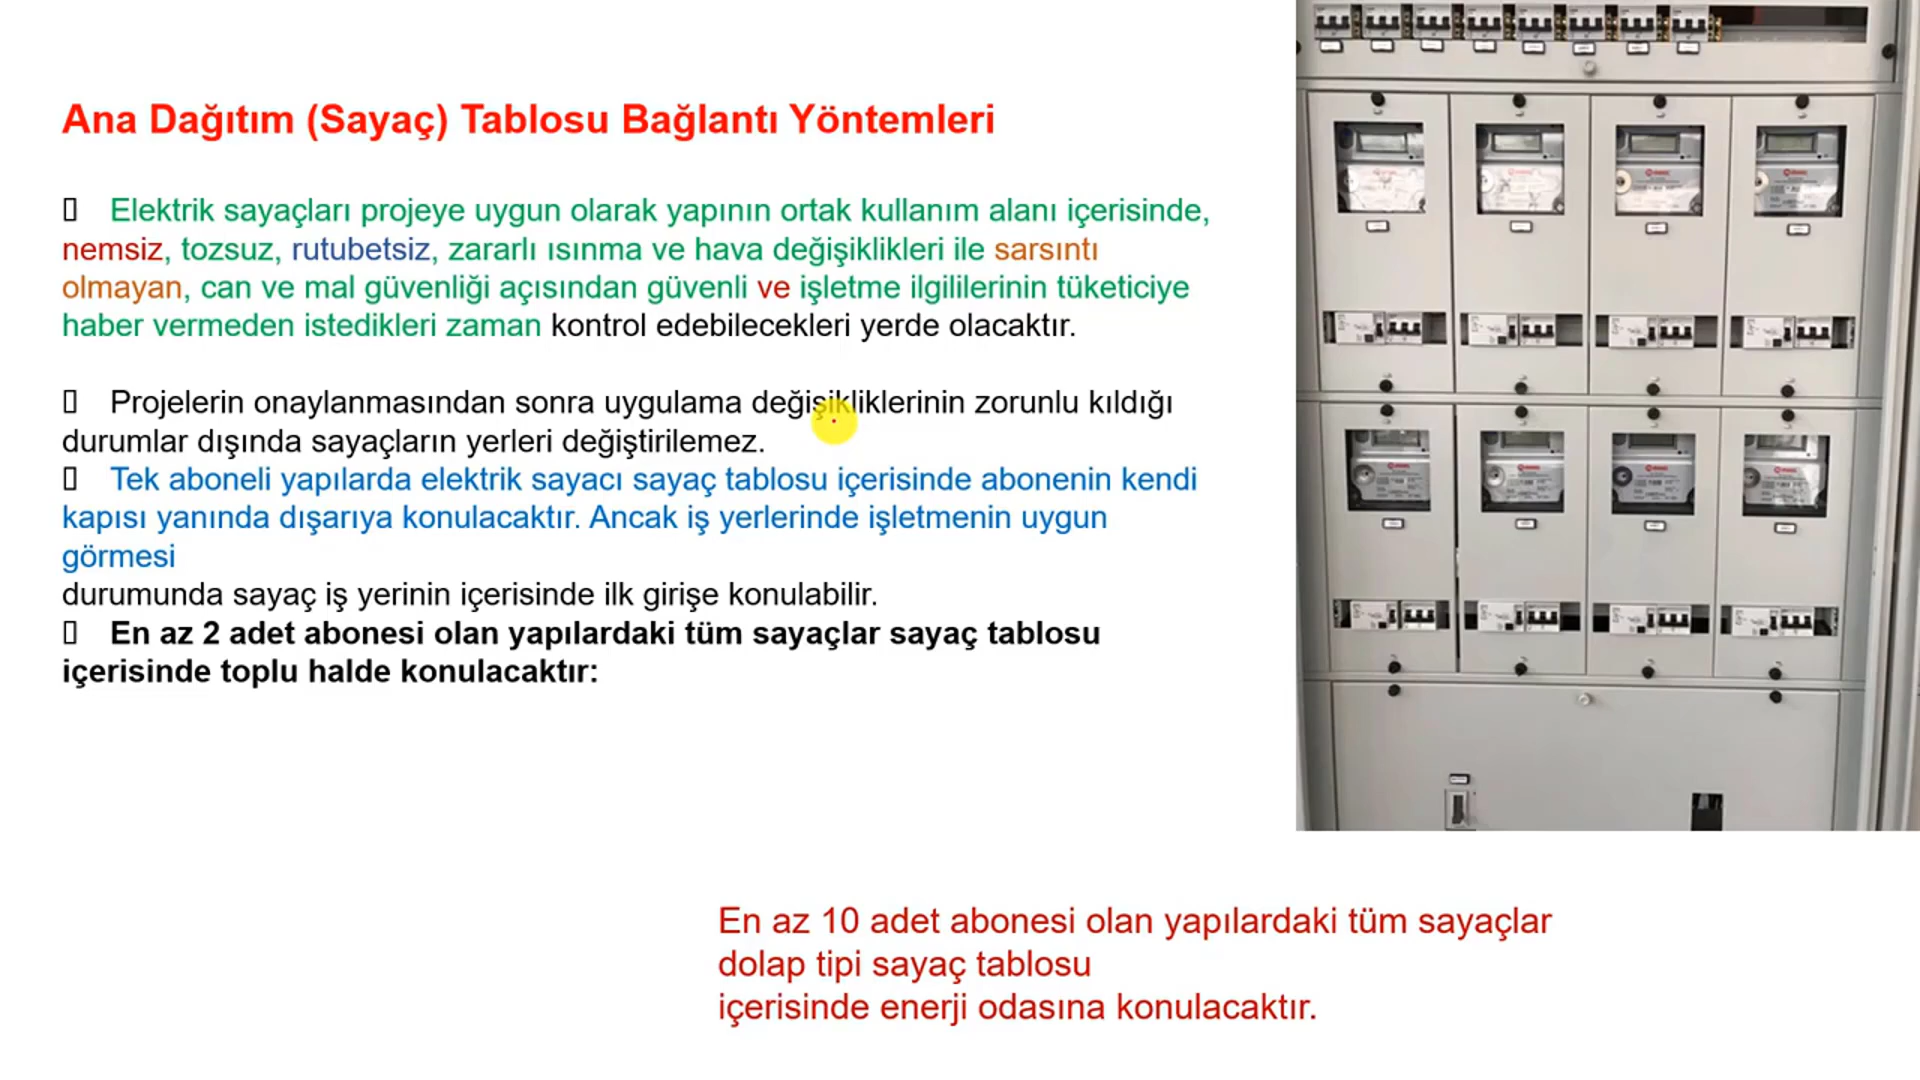 Ana Dağıtım (Sayaç) Tablosu Bağlantı Yöntemleri
Elektrik sayaçları projeye uygun olarak yapının ortak kullanım alanı içerisinde,
nemsiz, tozsuz, rutubetsiz, zararlı ısınma ve hava değişiklikleri ile sarsıntı
olmayan, can ve mal güvenliği açısından güvenli ve işletme ilgililerinin tüketiciye
haber vermeden istedikleri zaman kontrol edebilecekleri yerde olacaktır.
Projelerin onaylanmasından sonra uygulama değişikliklerinin zorunlu kıldığı
durumlar dışında sayaçların yerleri değiştirilemez.
Tek aboneli yapılarda elektrik sayacı sayaç tablosu içerisinde abonenin kendi
kapısı yanında dışarıya konulacaktır. Ancak iş yerlerinde işletmenin uygun
görmesi
durumunda sayaç iş yerinin içerisinde ilk girişe konulabilir.
En az 2 adet abonesi olan yapılardaki tüm sayaçlar sayaç tablosu
içerisinde toplu halde konulacaktır:
En az 10 adet abonesi olan yapılardaki tüm sayaçlar
dolap tipi sayaç tablosu
içerisinde enerji odasına konulacaktır.